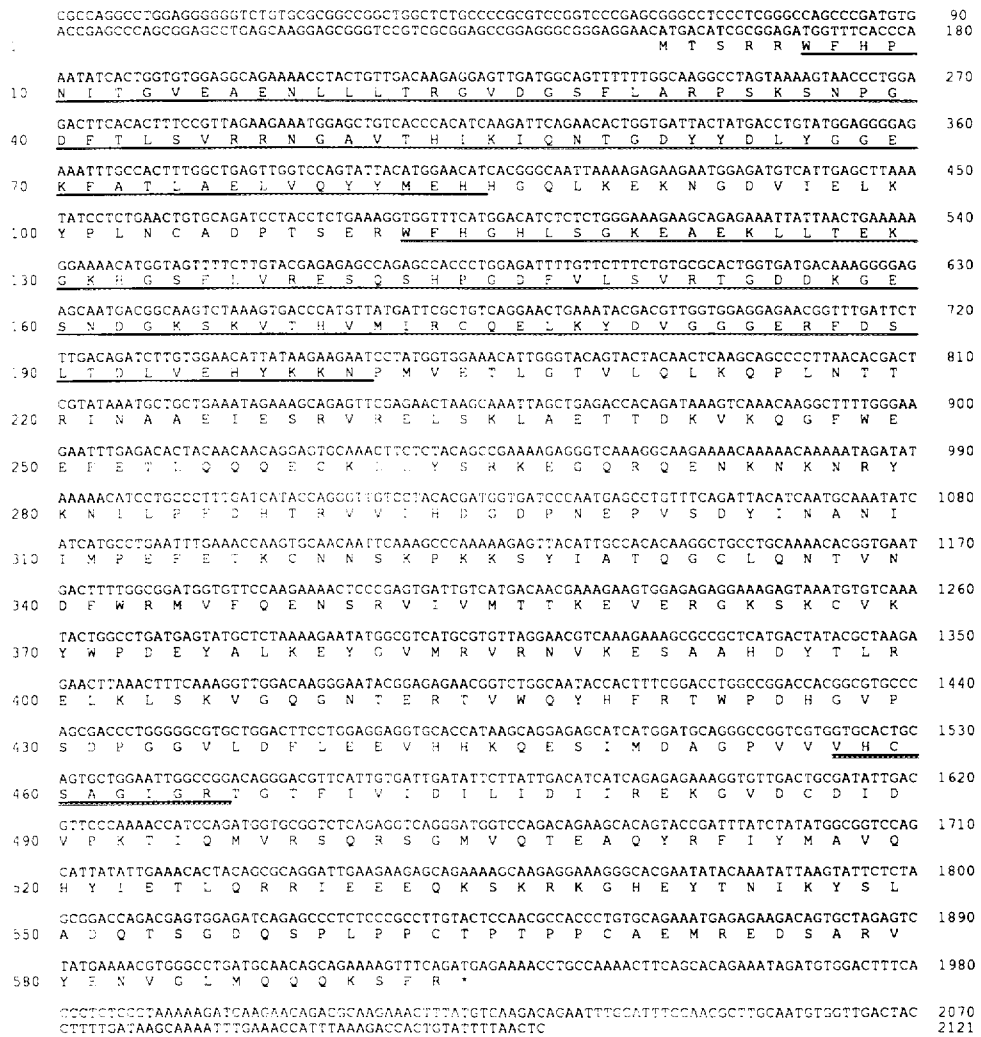 CGCCAGGCCTGGAGGGGGGTCTGTGCGCGGCCGGCTGGCTCTGCCCCGCGTCCGGTCCCGAGCGGGCCTCCCTCGGGCCAGCCCGATGTG 90
ACCGAGCCCAGCGGAGCCTGAGCAAGGAGCGGGTCCGTCGCGGAGCCGGAGGGCGGGAGGAACATGACATCGCGGAGATGGTTTCACCCA 180
1 M T S R R W F H P
AATATCACTGGTGTGGAGGCAGAAAACCTACTGTTGACAAGAGGAGTTGATGGCAGTTTTTTGGCAAGGCCTAGTAAAAGTAACCCTGGA 270
10 N I T G V E A E N L L L T R G V D G S F L A R P S K S N P G
GACTTCACACTTTCCGTTAGAAGAAATGGAGCTGTCACCCACATCAAGATTCAGAACACTGGTGATTACTATGACCTGTATGGAGGGGAG 360
40 D F T L S V R R N G A V T H I K I Q N T G D Y Y D L Y G G E
AAATTTGCCACTTTGGCTGAGTTGGTCCAGTATTACATGGAACATCACGGGCAATTAAAAGAGAAGAATGGAGATGTCATTGAGCTTAAA 450
70 K F A T L A E L V Q Y Y M E H H G Q L K E K N G D V I E L K
TATCCTCTGAACTGTGCAGATCCTACCTCTGAAAGGTGGTTTCATGGACATCTCTCTGGGAAAGAAGCAGAGAAATTATTAACTGAAAAA 540
100 Y P L N C A D P T S E R W F H G H L S G K E A E K L L T E K
GGAAAACATGGTAGTTTTCTTGTACGAGAGAGCCAGAGCCACCCTGGAGATTTTGTTCTTTCTGTGCGCACTGGTGATGACAAAGGGGAG 630
130 G K H G S F L V R E S Q S H P G D F V L S V R T G D D K G E
AGCAATGACGGCAAGTCTAAAGTGACCCATGTTATGATTCGCTGTCAGGAACTGAAATACGACGTTGGTGGAGGAGAACGGTTTGATTCT 720
160 S N D G K S K V T H V M I R C Q E L K Y D V G G G E R F D S
TTGACAGATCTTGTGGAACATTATAAGAAGAATCCTATGGTGGAAACATTGGGTACAGTACTACAACTCAAGCAGCCCCTTAACACGACT 810
190 L T D L V E H Y K K N P M V E T L G T V L Q L K Q P L N T T
CGTATAAATGCTGCTGAAATAGAAAGCAGAGTTCGAGAACTAAGCAAATTAGCTGAGACCACAGATAAAGTCAAACAAGGCTTTTGGGAA 900
220 R I N A A E I E S R V R E L S K L A E T T D K V K Q G F W E
GAATTTGAGACACTACAACAACAGGAGTGCAAACTTCTCTACAGCCGAAAAGAGGGTCAAAGGCAAGAAAACAAAAACAAAAATAGATAT 990
250 E F E T L Q Q Q E C K L L Y S R K E G Q R Q E N K N K N R Y
AAAAACATCCTGCCCTTTGATCATACCAGGGTTGTCCTACACGATGGTGATCCCAATGAGCCTGTTTCAGATTACATCAATGCAAATATC 1080
280 K N I L P F D H T R V V I H D G D P N E P V S D Y I N A N I
ATCATGCCTGAATTTGAAACCAAGTGCAACAATTCAAAGCCCAAAAAGAGTTACATTGCCACACAAGGCTGCCTGCAAAACACGGTGAAT 1170
310 I M P E F E T K C N N S K P K K S Y I A T Q G C L Q N T V N
GACTTTTGGCGGATGGTGTTCCAAGAAAACTCCCGAGTGATTGTCATGACAACGAAAGAAGTGGAGAGAGGAAAGAGTAAATGTGTCAAA 1260
340 D F W R M V F Q E N S R V I V M T T K E V E R G K S K C V K
TACTGGCCTGATGAGTATGCTCTAAAAGAATATGGCGTCATGCGTGTTAGGAACGTCAAAGAAAGCGCCGCTCATGACTATACGCTAAGA 1350
370 Y W P D E Y A L K E Y G V M R V R N V K E S A A H D Y T L R
GAACTTAAACTTTCAAAGGTTGGACAAGGGAATACGGAGAGAACGGTCTGGCAATACCACTTTCGGACCTGGCCGGACCACGGCGTGCCC 1440
400 E L K L S K V G Q G N T E R T V W Q Y H F R T W P D H G V P
AGCGACCCTGGGGGCGTGCTGGACTTCCTGGAGGAGGTGCACCATAAGCAGGAGAGCATCATGGATGCAGGGCCGGTCGTGGTGCACTGC 1530
430 S D P G G V L D F L E E V H H K Q E S I M D A G P V V V H C
AGTGCTGGAATTGGCCGGACAGGGACGTTCATTGTGATTGATATTCTTATTGACATCATCAGAGAGAAAGGTGTTGACTGCGATATTGAC 1620
460 S A G I G R T G T F I V I D I L I D I I R E K G V D C D I D
GTTCCCAAAACCATCCAGATGGTGCGGTCTCAGAGGTCAGGGATGGTCCAGACAGAAGCACAGTACCGATTTATCTATATGGCGGTCCAG 1710
490 V P K T I Q M V R S Q R S G M V Q T E A Q Y R F I Y M A V Q
CATTATATTGAAACACTACAGCGCAGGATTGAAGAAGAGCAGAAAAGCAAGAGGAAAGGGCACGAATATACAAATATTAAGTATTCTCTA 1800
520 H Y I E T L Q R R I E E E Q K S K R K G H E Y T N I K Y S L
GCGGACCAGACGAGTGGAGATCAGAGCCCTCTCCCGCCTTGTACTCCAACGCCACCCTGTGCAGAAATGAGAGAAGACAGTGCTAGAGTC 1890
550 A D Q T S G D Q S P L P P C T P T P P C A E M R E D S A R V
TATGAAAACGTGGGCCTGATGCAACAGCAGAAAAGTTTCAGATGAGAAAACCTGCCAAAACTTCAGCACAGAAATAGATGTGGACTTTCA 1980
580 Y E N V G L M Q Q Q K S F R *
CCCTCTCCCTAAAAAGATCAAGAACAGACGCAAGAAACTTTATGTCAAGACAGAATTTCCATTTCCAACGCTTGCAATGTGGTTGACTAC 2070
CTTTTGATAAGCAAAATTTGAAACCATTTAAAGACCACTGTATTTTAACTC 2121